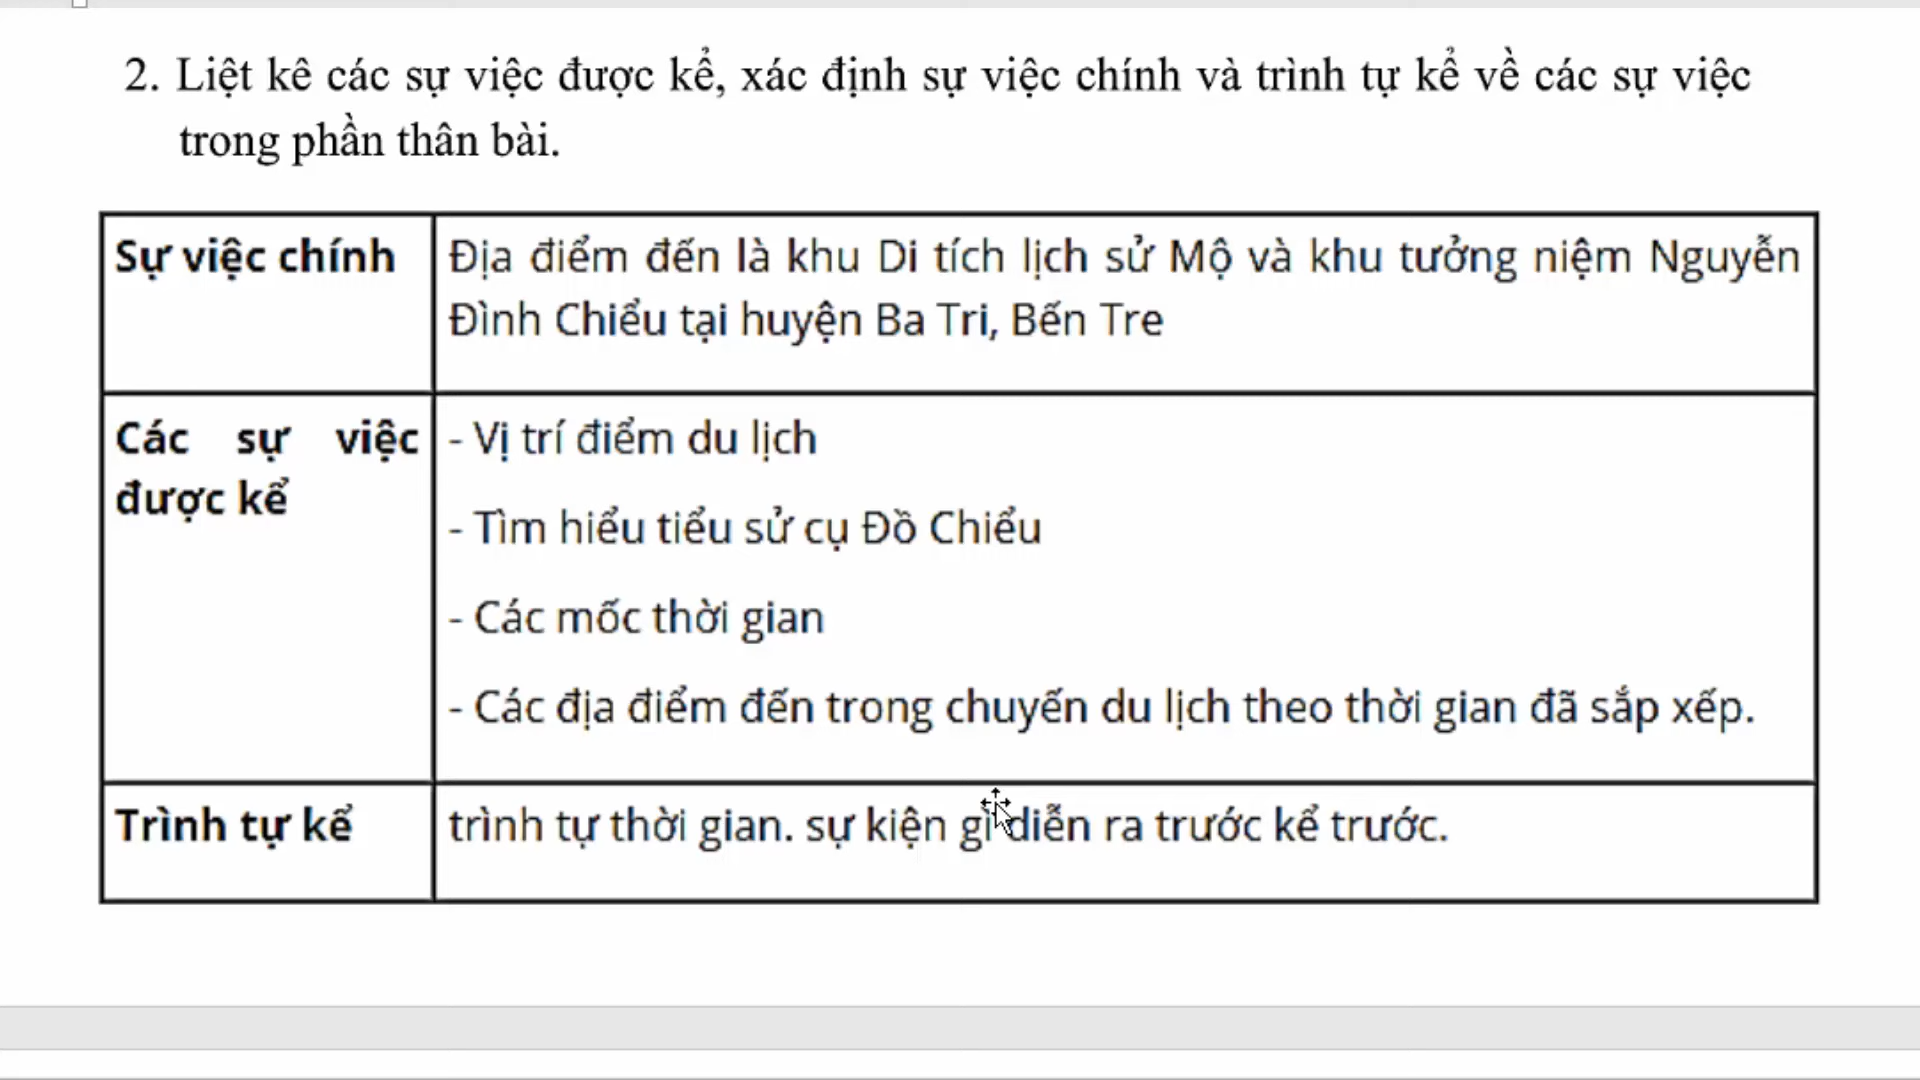 2. Liệt kê các sự việc được kể, xác định sự việc chính và trình tự kể về các sự việc
trong phần thân bài.
Sự việc chính
Địa điểm đến là khu Di tích lịch sử Mộ và khu tưởng niệm Nguyễn
Đình Chiểu tại huyện Ba Tri, Bến Tre
Các sự việc
được kể
- Vị trí điểm du lịch
- Tìm hiểu tiểu sử cụ Đồ Chiểu
- Các mốc thời gian
- Các địa điểm đến trong chuyến du lịch theo thời gian đã sắp xếp.
Trình tự kể
trình tự thời gian. sự kiện gì diễn ra trước kể trước.